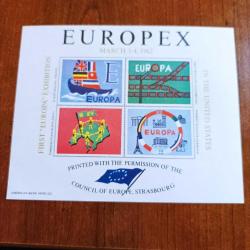 EUROPEX
MARCH 3-4, 1962
FIRST "EUROPA" EXHIBITION
IN THE UNITED STATES
E
EUROPA
EUROPA
EUROPA
PRINTED WITH THE PERMISSION OF THE
COUNCIL OF EUROPE, STRASBOURG